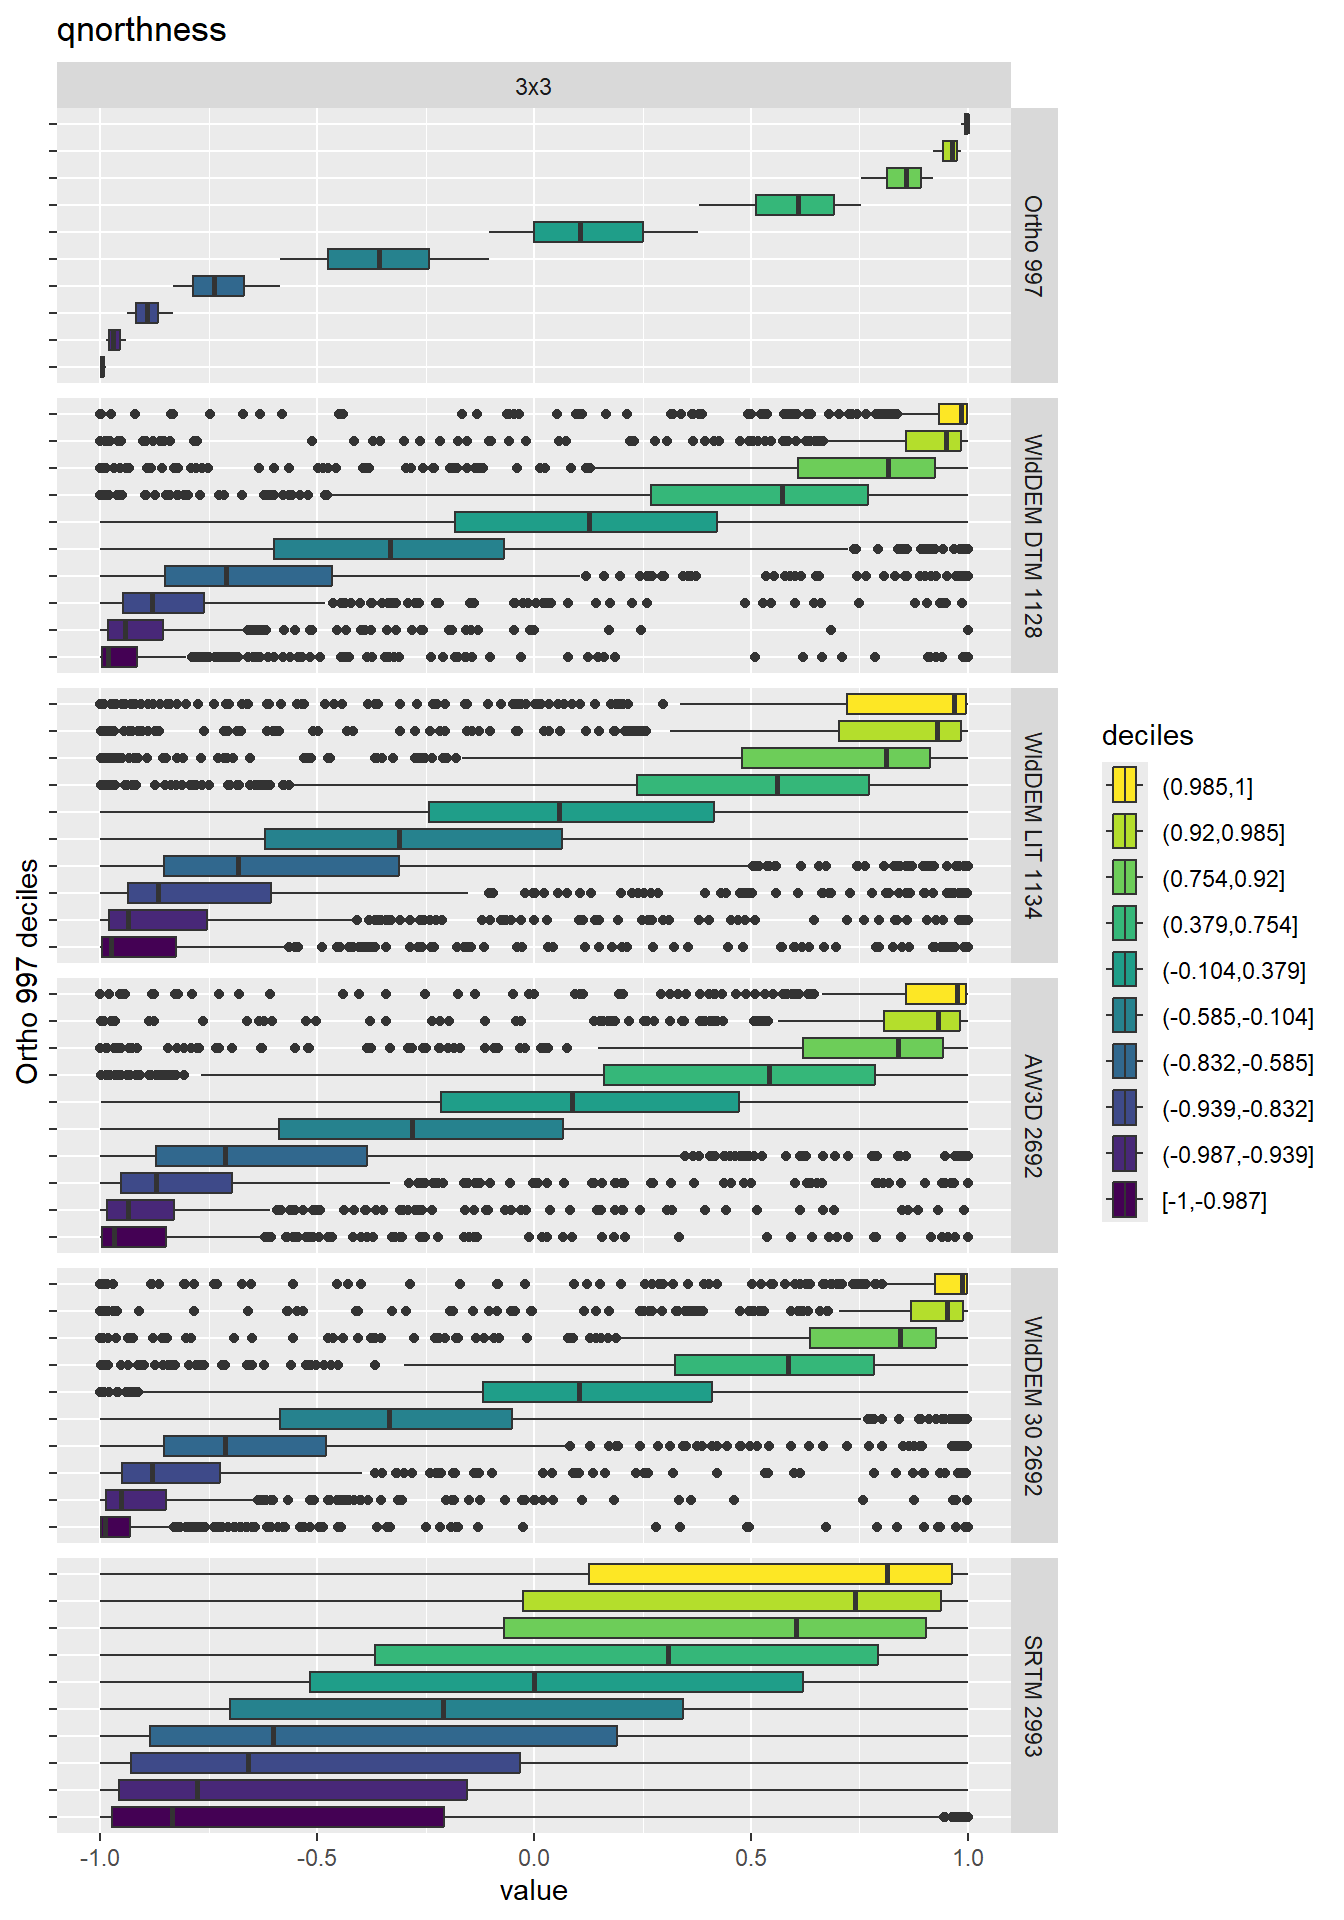 qnorthness
3x3
Ortho 997
WldDEM DTM 1128
WldDEM LIT 1134
AW3D 2692
WldDEM 30 2692
SRTM 2993
Ortho 997 deciles
-1.0
-0.5
0.0
0.5
1.0
value
deciles
(0.985,1]
(0.92,0.985]
(0.754,0.92]
(0.379,0.754]
(-0.104,0.379]
(-0.585,-0.104]
(-0.832,-0.585]
(-0.939,-0.832]
(-0.987,-0.939]
[-1,-0.987]